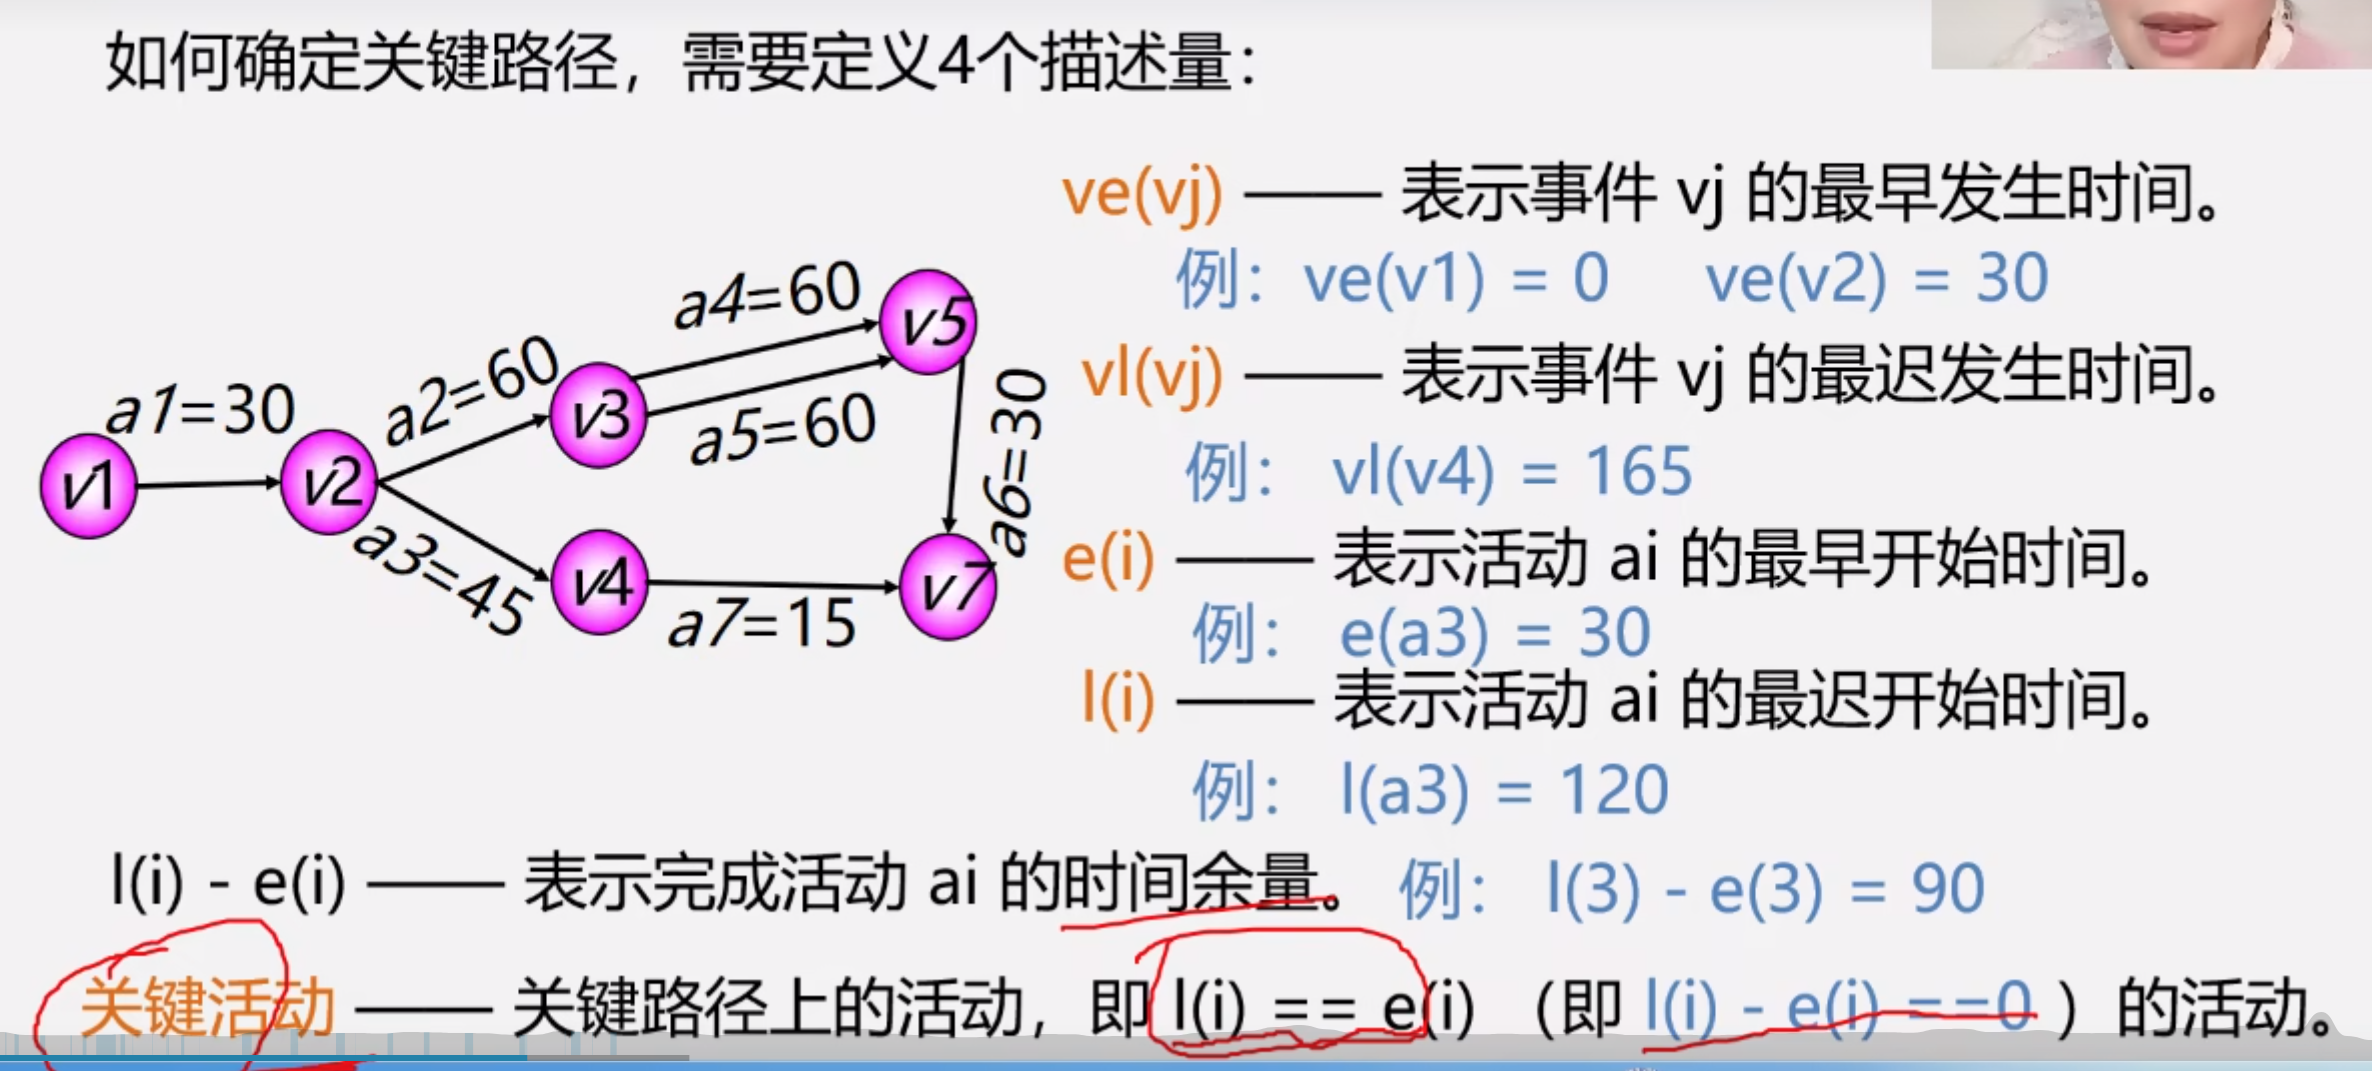 如何确定关键路径，需要定义4个描述量：
ve(vj) —— 表示事件 vj 的最早发生时间。
例：ve(v1) = 0 ve(v2) = 30
vl(vj) —— 表示事件 vj 的最迟发生时间。
例： vl(v4) = 165
e(i) —— 表示活动 ai 的最早开始时间。
例： e(a3) = 30
l(i) —— 表示活动 ai 的最迟开始时间。
例： l(a3) = 120
a1=30
a2=60
a3=45
a4=60
a5=60
a6=30
a7=15
v1
v2
v3
v4
v5
v7
l(i) - e(i) —— 表示完成活动 ai 的时间余量。 例： l(3) - e(3) = 90
关键活动 —— 关键路径上的活动，即 l(i) == e(i) （即 l(i) - e(i) ==0 ）的活动。